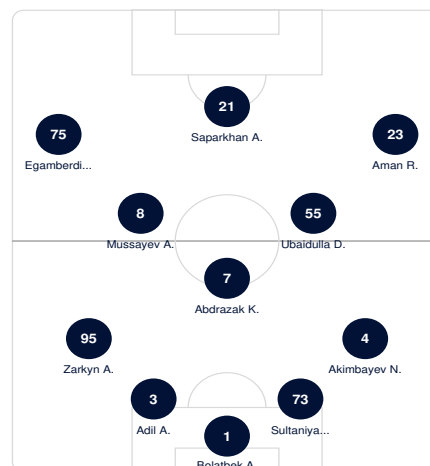 21
Saparkhan A.
75
Egamberdi...
23
Aman R.
8
Mussayev A.
55
Ubaidulla D.
7
Abdrazak K.
95
Zarkyn A.
4
Akimbayev N.
3
Adil A.
73
Sultaniya...
1
Bolatbek A.